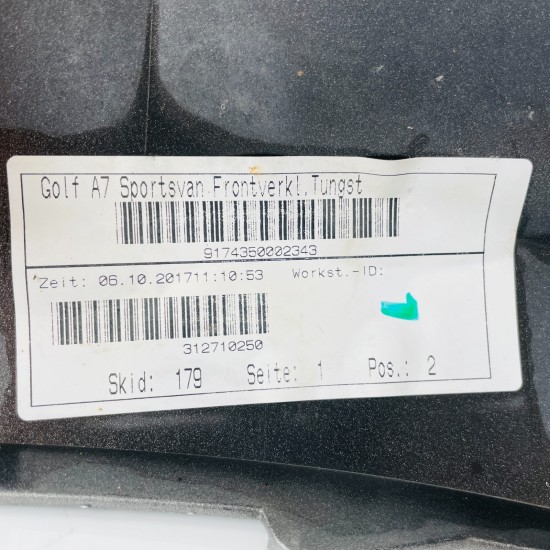 Golf A7 Sportsvan Frontverkl.Tungst
9174350002343
Zeit: 06.10.201711:10:53 Workst.-ID:
312710250
Skid: 179 Seite: 1 Pos.: 2